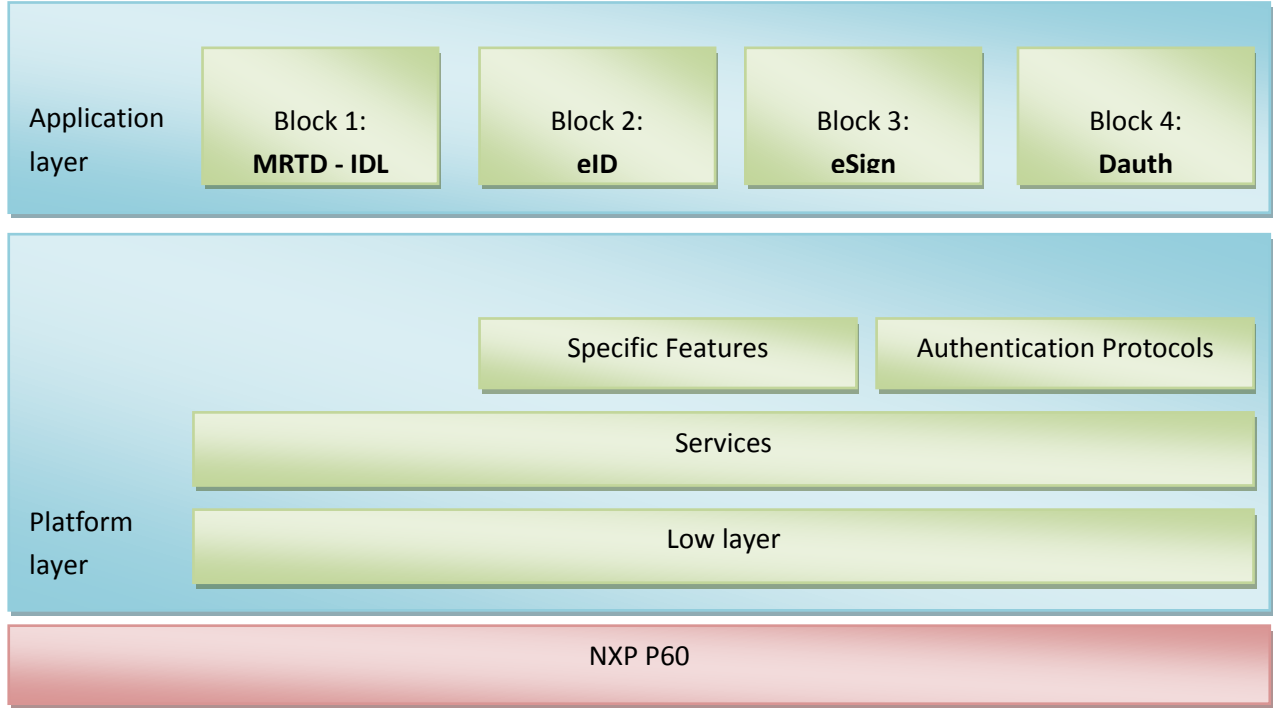 Application
layer
Block 1:
MRTD - IDL
Block 2:
eID
Block 3:
eSign
Block 4:
Dauth
Specific Features
Authentication Protocols
Services
Platform
layer
Low layer
NXP P60